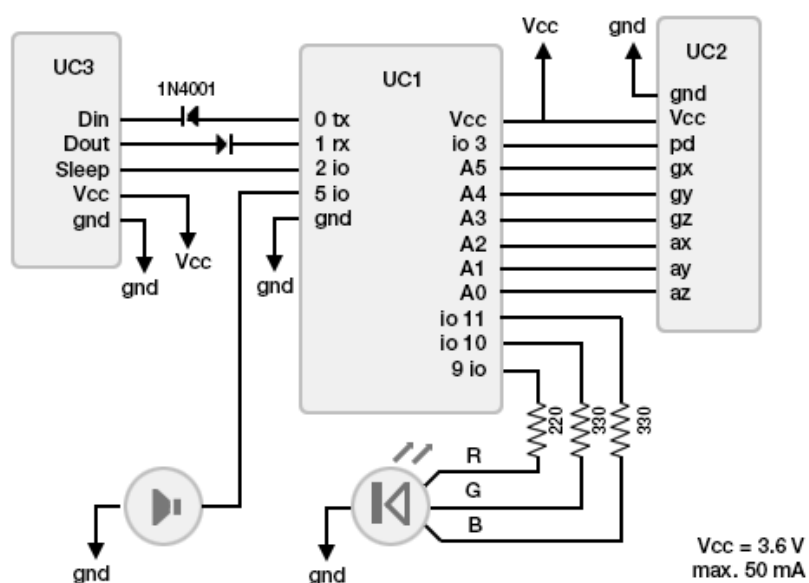 Vcc
gnd
UC3
UC1
UC2
1N4001
gnd
Din
0 tx
Vcc
Vcc
Dout
1 rx
io 3
pd
Sleep
2 io
A5
gx
Vcc
5 io
A4
gy
gnd
gnd
A3
gz
Vcc
A2
ax
gnd
gnd
A1
ay
A0
az
io 11
io 10
9 io
220
330
330
R
G
B
gnd
gnd
Vcc = 3.6 V
max. 50 mA